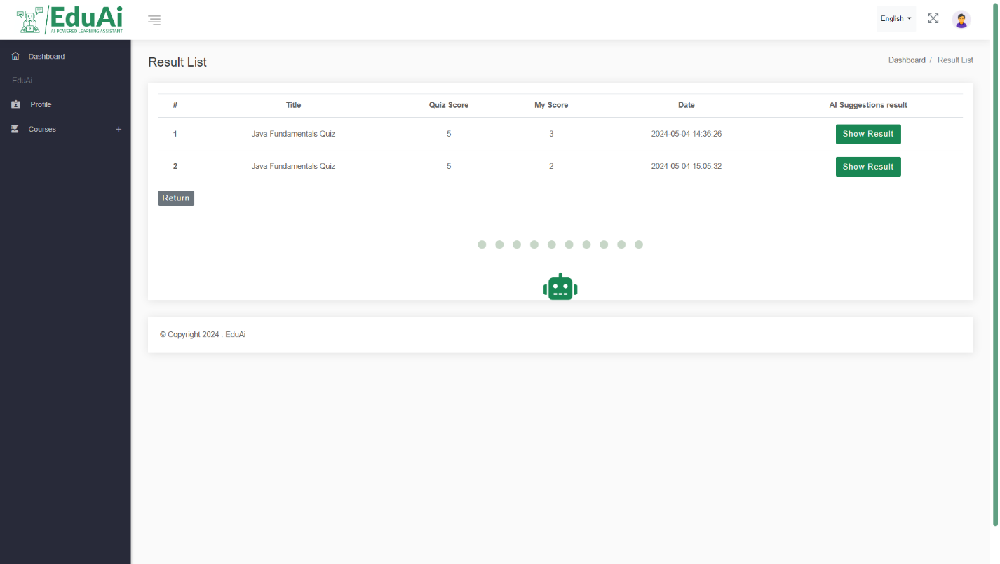 EduAi
AI-POWERED LEARNING ASSISTANT
English
Dashboard
EduAi
Profile
Courses
Result List
Dashboard / Result List
# Title Quiz Score My Score Date AI Suggestions result
1 Java Fundamentals Quiz 5 3 2024-05-04 14:36:26 Show Result
2 Java Fundamentals Quiz 5 2 2024-05-04 15:05:32 Show Result
Return
© Copyright 2024 . EduAi